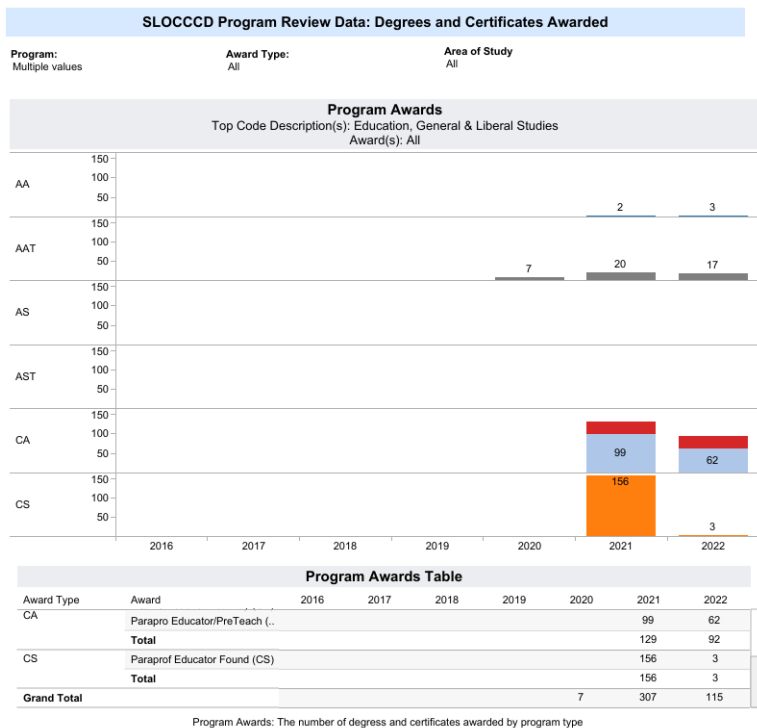 SLOCCCD Program Review Data: Degrees and Certificates Awarded
Program: Award Type: Area of Study
Multiple values All All
Program Awards
Top Code Description(s): Education, General & Liberal Studies
Award(s): All
AA 150 100 50 2 3
AAT 150 100 50 7 20 17
AS 150 100 50
AST 150 100 50
CA 150 100 50 99 62
CS 150 100 50 156 3
2016 2017 2018 2019 2020 2021 2022
Program Awards Table
Award Type Award 2016 2017 2018 2019 2020 2021 2022
CA Parapro Educator/PreTeach (.. 99 62
Total 129 92
CS Paraprof Educator Found (CS) 156 3
Total 156 3
Grand Total 7 307 115
Program Awards: The number of degress and certificates awarded by program type